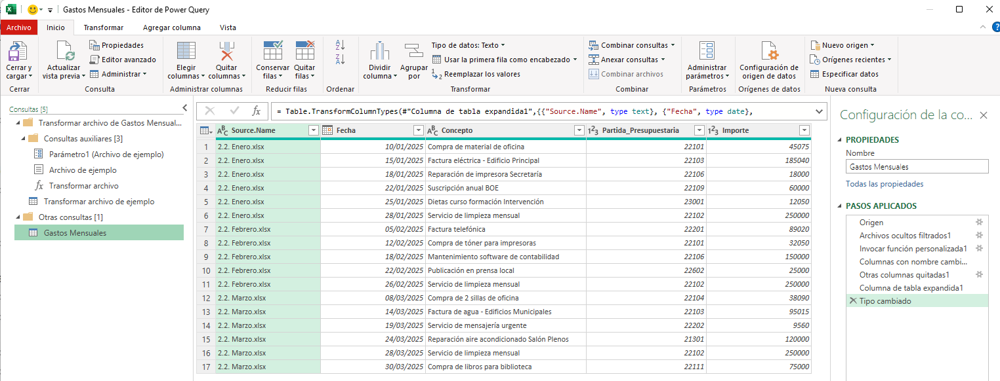 Gastos Mensuales - Editor de Power Query
Archivo Inicio Transformar Agregar columna Vista
Cerrar y cargar
Cerrar
Actualizar vista previa
Propiedades
Editor avanzado
Administrar
Consulta
Elegir columnas
Quitar columnas
Administrar columnas
Conservar filas
Quitar filas
Reducir filas
A
Z
Z
A
Ordenar
Dividir columna
Agrupar por
Tipo de datos: Texto
Usar la primera fila como encabezado
1 2 Reemplazar los valores
Transformar
Combinar consultas
Anexar consultas
Combinar archivos
Combinar
Administrar parámetros
Parámetros
Configuración de origen de datos
Orígenes de datos
Nuevo origen
Orígenes recientes
Especificar datos
Nueva consulta
Consultas [5]
Transformar archivo de Gastos Mensual...
Consultas auxiliares [3]
Parámetro1 (Archivo de ejemplo)
Archivo de ejemplo
fx Transformar archivo
Transformar archivo de ejemplo
Otras consultas [1]
Gastos Mensuales
fx = Table.TransformColumnTypes(#"Columna de tabla expandida1",{{"Source.Name", type text}, {"Fecha", type date},
ABC Source.Name Fecha ABC Concepto 123 Partida_Presupuestaria 123 Importe
1 2.2. Enero.xlsx 10/01/2025 Compra de material de oficina 22101 45075
2 2.2. Enero.xlsx 15/01/2025 Factura eléctrica - Edificio Principal 22103 185040
3 2.2. Enero.xlsx 18/01/2025 Reparación de impresora Secretaría 22106 18000
4 2.2. Enero.xlsx 22/01/2025 Suscripción anual BOE 22109 60000
5 2.2. Enero.xlsx 25/01/2025 Dietas curso formación Intervención 23001 12050
6 2.2. Enero.xlsx 28/01/2025 Servicio de limpieza mensual 22102 250000
7 2.2. Febrero.xlsx 05/02/2025 Factura telefónica 22201 89020
8 2.2. Febrero.xlsx 12/02/2025 Compra de tóner para impresoras 22101 32050
9 2.2. Febrero.xlsx 18/02/2025 Mantenimiento software de contabilidad 22106 150000
10 2.2. Febrero.xlsx 22/02/2025 Publicación en prensa local 22602 25000
11 2.2. Febrero.xlsx 26/02/2025 Servicio de limpieza mensual 22102 250000
12 2.2. Marzo.xlsx 08/03/2025 Compra de 2 sillas de oficina 22104 38090
13 2.2. Marzo.xlsx 14/03/2025 Factura de agua - Edificios Municipales 22103 95015
14 2.2. Marzo.xlsx 19/03/2025 Servicio de mensajería urgente 22202 9560
15 2.2. Marzo.xlsx 24/03/2025 Reparación aire acondicionado Salón Plenos 21301 120000
16 2.2. Marzo.xlsx 28/03/2025 Servicio de limpieza mensual 22102 250000
17 2.2. Marzo.xlsx 30/03/2025 Compra de libros para biblioteca 22111 75000
Configuración de la co...
PROPIEDADES
Nombre
Gastos Mensuales
Todas las propiedades
PASOS APLICADOS
Origen
Archivos ocultos filtrados1
Invocar función personalizada1
Columnas con nombre cambi...
Otras columnas quitadas1
Columna de tabla expandida1
Tipo cambiado